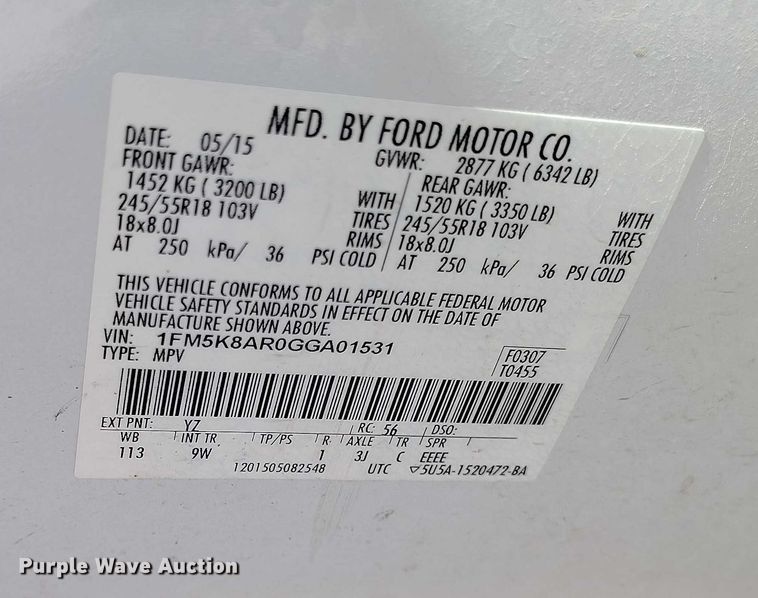 MFD. BY FORD MOTOR CO.
DATE: 05/15 GVWR: 2877 KG ( 6342 LB)
FRONT GAWR: REAR GAWR:
1452 KG ( 3200 LB) WITH 1520 KG ( 3350 LB) WITH
245/55R18 103V TIRES 245/55R18 103V TIRES
18x8.0J RIMS 18x8.0J RIMS
AT 250 kPa/ 36 PSI COLD AT 250 kPa/ 36 PSI COLD
THIS VEHICLE CONFORMS TO ALL APPLICABLE FEDERAL MOTOR
VEHICLE SAFETY STANDARDS IN EFFECT ON THE DATE OF
MANUFACTURE SHOWN ABOVE.
VIN: 1FM5K8AR0GGA01531
TYPE: MPV
F0307
T0455
EXT PNT: YZ RC: 56 DSO:
WB INT TR TP/PS R AXLE TR SPR
113 9W 1 3J C EEEE
1201505082548 UTC ▽5U5A-1520472-BA
Purple Wave Auction